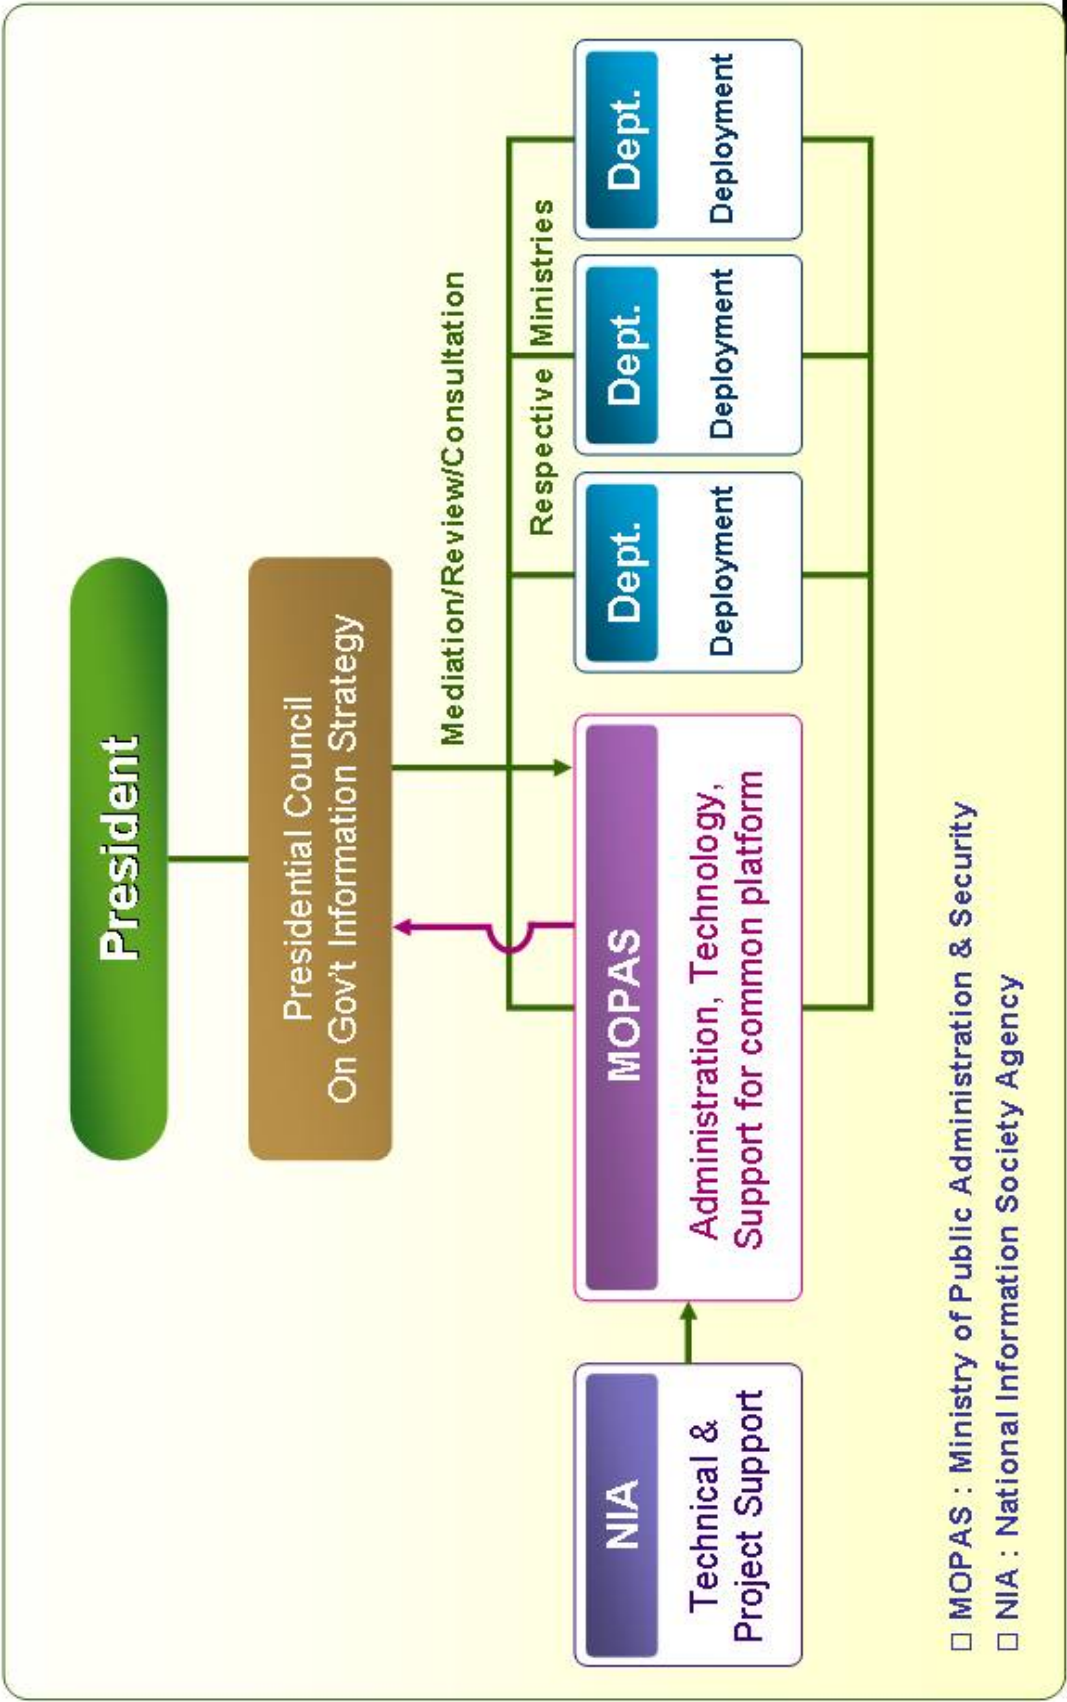 President
Presidential Council
On Gov't Information Strategy
Mediation/Review/Consultation
Respective Ministries
NIA
Technical &
Project Support
MOPAS
Administration, Technology,
Support for common platform
Dept.
Deployment
Dept.
Deployment
Dept.
Deployment
□ MOPAS : Ministry of Public Administration & Security
□ NIA : National Information Society Agency